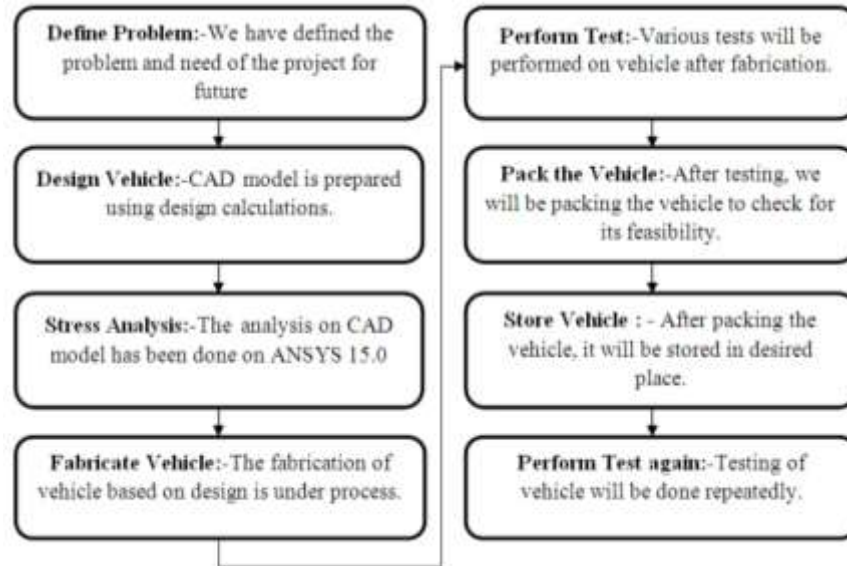 Define Problem:-We have defined the
problem and need of the project for
future
Design Vehicle:-CAD model is prepared
using design calculations.
Stress Analysis:-The analysis on CAD
model has been done on ANSYS 15.0
Fabricate Vehicle:-The fabrication of
vehicle based on design is under process.
Perform Test:-Various tests will be
performed on vehicle after fabrication.
Pack the Vehicle:-After testing, we
will be packing the vehicle to check for
its feasibility.
Store Vehicle : - After packing the
vehicle, it will be stored in desired
place.
Perform Test again:-Testing of
vehicle will be done repeatedly.